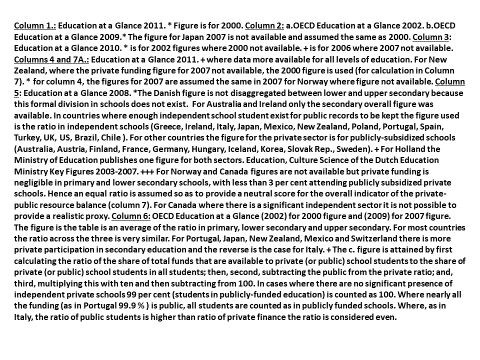 Column 1.: Education at a Glance 2011. * Figure is for 2000. Column 2: a.OECD Education at a Glance 2002. b.OECD
Education at a Glance 2009.* The figure for Japan 2007 is not available and assumed the same as 2000. Column 3:
Education at a Glance 2010. * is for 2002 figures where 2000 not available. + is for 2006 where 2007 not available.
Columns 4 and 7A.: Education at a Glance 2011. + where data more available for all levels of education. For New
Zealand, where the private funding figure for 2007 not available, the 2000 figure is used (for calculation in Column
7). * for column 4, the figures for 2007 are assumed the same in 2007 for Norway where figure not available. Column
5: Education at a Glance 2008. *The Danish figure is not disaggregated between lower and upper secondary because
this formal division in schools does not exist. For Australia and Ireland only the secondary overall figure was
available. In countries where enough independent school student exist for public records to be kept the figure used
is the ratio in independent schools (Greece, Ireland, Italy, Japan, Mexico, New Zealand, Poland, Portugal, Spain,
Turkey, UK, US, Brazil, Chile ). For other countries the figure for the private sector is for publicly-subsidized schools
(Australia, Austria, Finland, France, Germany, Hungary, Iceland, Korea, Slovak Rep., Sweden). + For Holland the
Ministry of Education publishes one figure for both sectors. Education, Culture Science of the Dutch Education
Ministry Key Figures 2003-2007. +++ For Norway and Canada figures are not available but private funding is
negligible in primary and lower secondary schools, with less than 3 per cent attending publicly subsidized private
schools. Hence an equal ratio is assumed so as to provide a neutral score for the overall indicator of the private-
public resource balance (column 7). For Canada where there is a significant independent sector it is not possible to
provide a realistic proxy. Column 6: OECD Education at a Glance (2002) for 2000 figure and (2009) for 2007 figure.
The figure is the table is an average of the ratio in primary, lower secondary and upper secondary. For most countries
the ratio across the three is very similar. For Portugal, Japan, New Zealand, Mexico and Switzerland there is more
private participation in secondary education and the reverse is the case for Italy. + The c. figure is attained by first
calculating the ratio of the share of total funds that are available to private (or public) school students to the share of
private (or public) school students in all students; then, second, subtracting the public from the private ratio; and,
third, multiplying this with ten and then subtracting from 100. In cases where there are no significant presence of
independent private schools 99 per cent (students in publicly-funded education) is counted as 100. Where nearly all
the funding (as in Portugal 99.9 % ) is public, all students are counted as in publicly funded schools. Where, as in
Italy, the ratio of public students is higher than ratio of private finance the ratio is considered even.